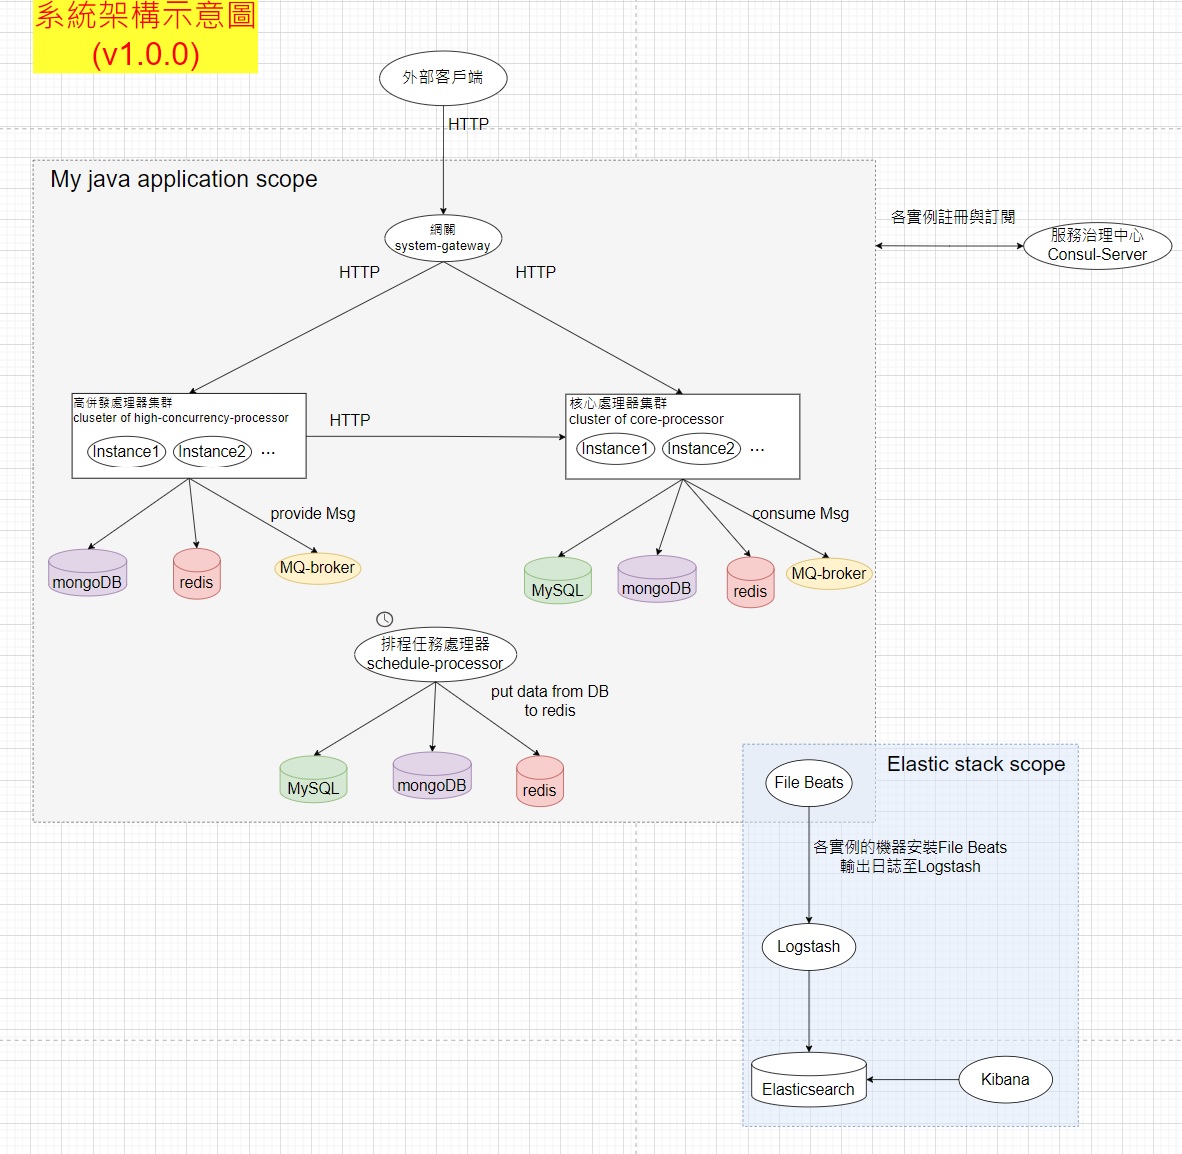 系統架構示意圖
(v1.0.0)
外部客戶端
HTTP
My java application scope
網關
system-gateway
各實例註冊與訂閱
服務治理中心
Consul-Server
HTTP
HTTP
高併發處理器集群
cluseter of high-concurrency-processor
Instance1
Instance2
...
HTTP
核心處理器集群
cluster of core-processor
Instance1
Instance2
...
provide Msg
mongoDB
redis
MQ-broker
consume Msg
MySQL
mongoDB
redis
MQ-broker
排程任務處理器
schedule-processor
put data from DB
to redis
MySQL
mongoDB
redis
Elastic stack scope
File Beats
各實例的機器安裝File Beats
輸出日誌至Logstash
Logstash
Elasticsearch
Kibana